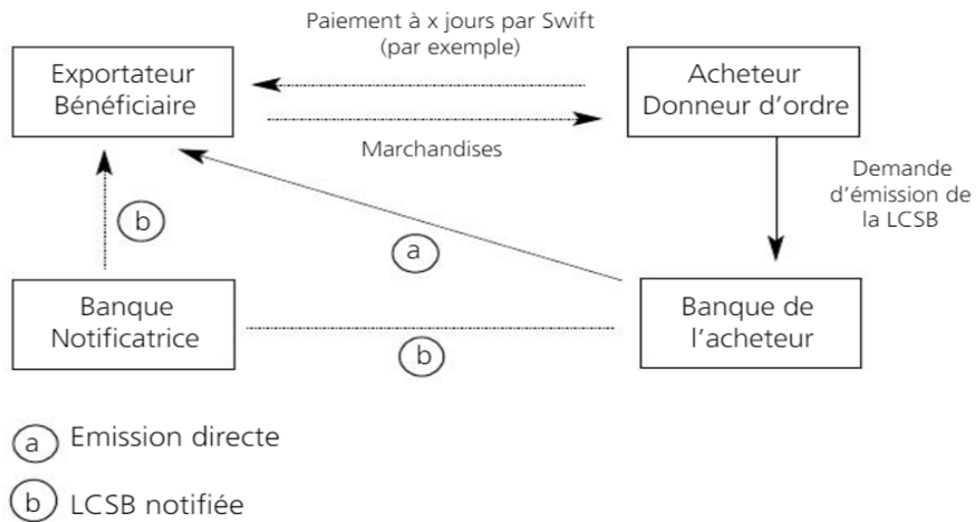 Paiement à x jours par Swift
(par exemple)
Exportateur
Bénéficiaire
Acheteur
Donneur d'ordre
Marchandises
Demande
d'émission de
la LCSB
b
a
Banque
Notificatrice
Banque de
l'acheteur
b
a Emission directe
b LCSB notifiée